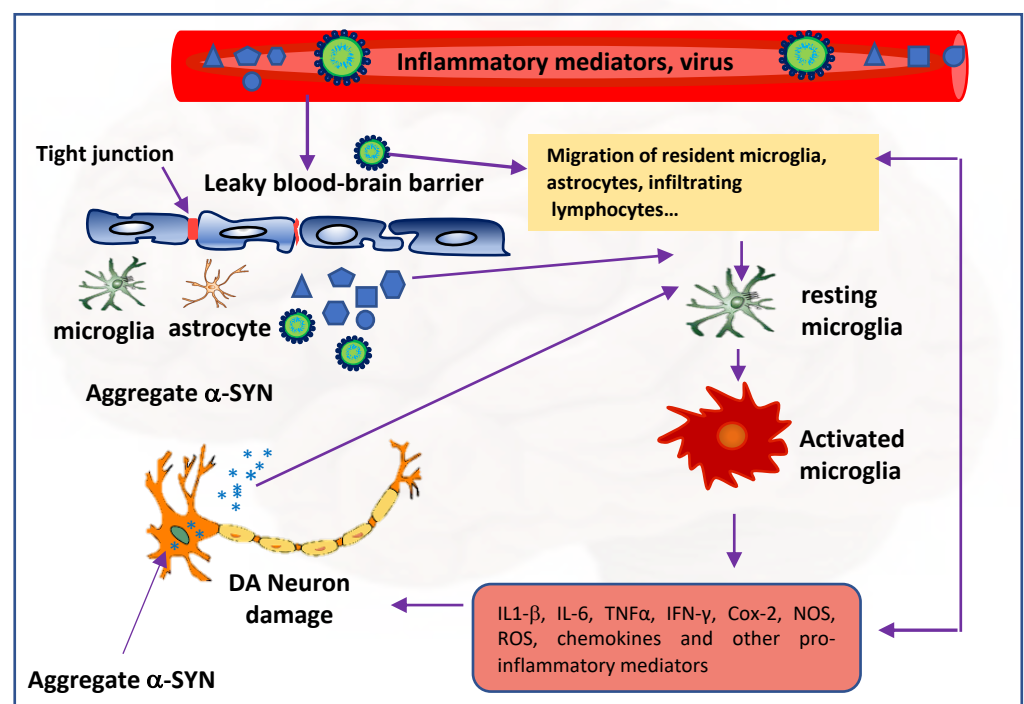 Inflammatory mediators, virus
Tight junction
Leaky blood-brain barrier
Migration of resident microglia,
astrocytes, infiltrating
lymphocytes…
microglia
astrocyte
resting
microglia
Aggregate α-SYN
Activated
microglia
DA Neuron
damage
IL1-β, IL-6, TNFα, IFN-γ, Cox-2, NOS,
ROS, chemokines and other pro-
inflammatory mediators
Aggregate α-SYN